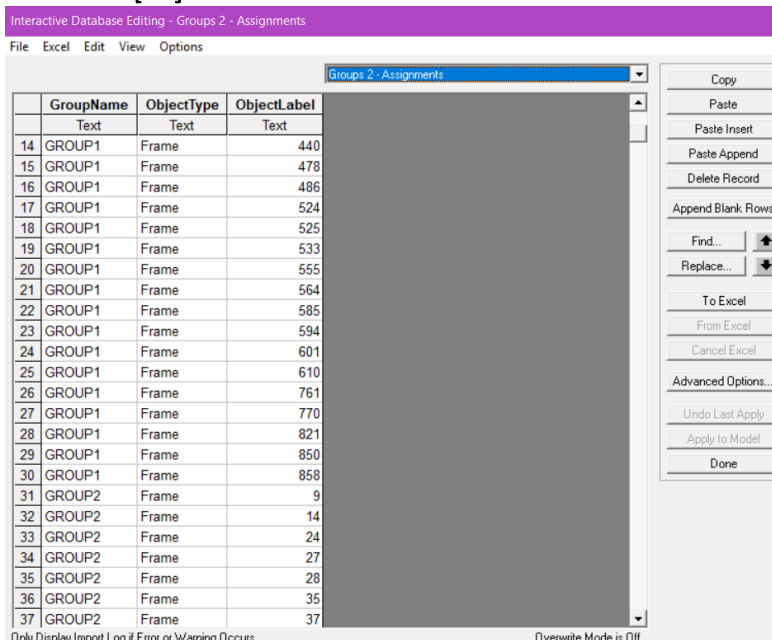 Interactive Database Editing - Groups 2 - Assignments
File Excel Edit View Options
Groups 2 - Assignments
GroupName ObjectType ObjectLabel
Text Text Text
14 GROUP1 Frame 440
15 GROUP1 Frame 478
16 GROUP1 Frame 486
17 GROUP1 Frame 524
18 GROUP1 Frame 525
19 GROUP1 Frame 533
20 GROUP1 Frame 555
21 GROUP1 Frame 564
22 GROUP1 Frame 585
23 GROUP1 Frame 594
24 GROUP1 Frame 601
25 GROUP1 Frame 610
26 GROUP1 Frame 761
27 GROUP1 Frame 770
28 GROUP1 Frame 821
29 GROUP1 Frame 850
30 GROUP1 Frame 858
31 GROUP2 Frame 9
32 GROUP2 Frame 14
33 GROUP2 Frame 24
34 GROUP2 Frame 27
35 GROUP2 Frame 28
36 GROUP2 Frame 35
37 GROUP2 Frame 37
Copy
Paste
Paste Insert
Paste Append
Delete Record
Append Blank Rows
Find...
Replace...
To Excel
From Excel
Cancel Excel
Advanced Options...
Undo Last Apply
Apply to Model
Done
Only Display Import Log if Error or Warning Occurs
Overwrite Mode is Off